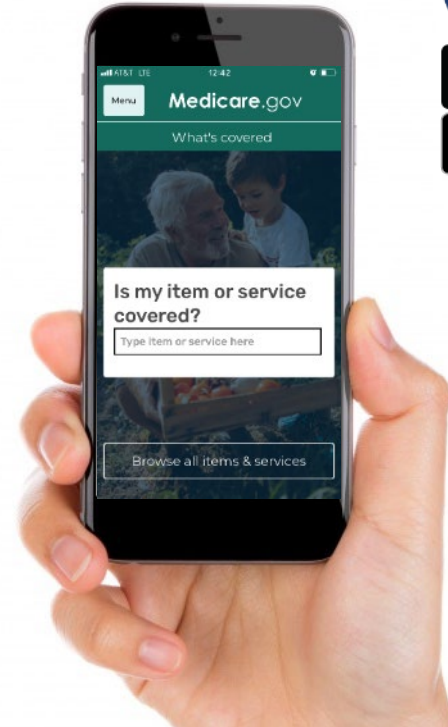 AT&T LTE 12:42
Menu Medicare.gov
What's covered
Is my item or service
covered?
Type item or service here
Browse all items & services